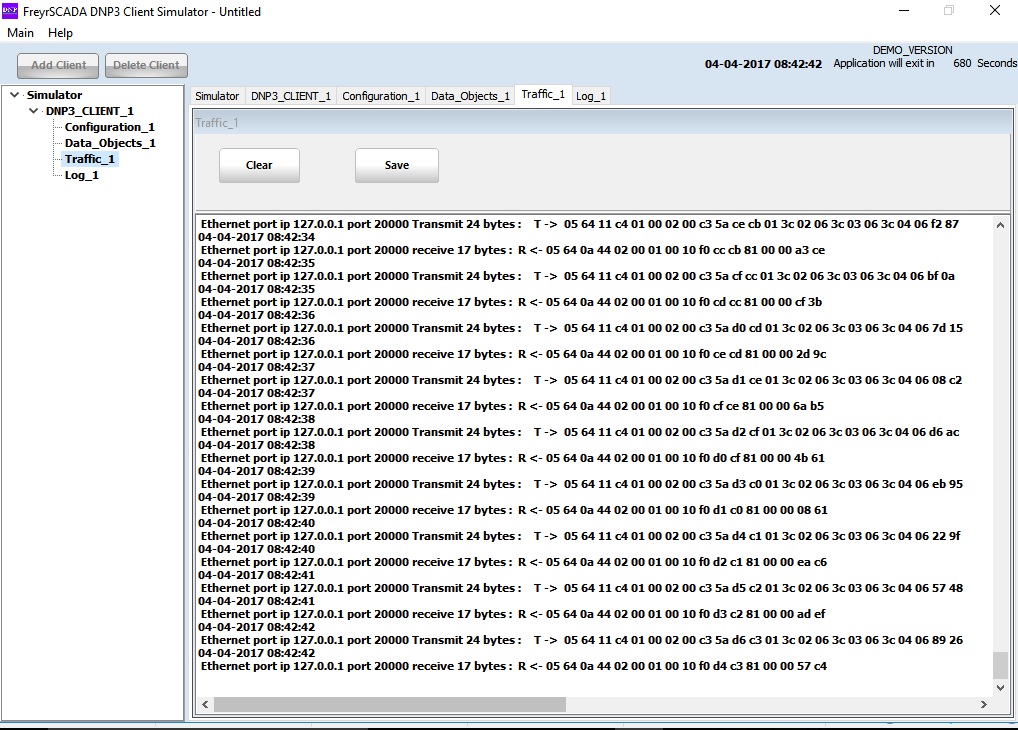 FreyrSCADA DNP3 Client Simulator - Untitled
Main Help
DEMO_VERSION
Add Client Delete Client 04-04-2017 08:42:42 Application will exit in 680 Seconds
Simulator
DNP3_CLIENT_1
Configuration_1
Data_Objects_1
Traffic_1
Log_1
Simulator DNP3_CLIENT_1 Configuration_1 Data_Objects_1 Traffic_1 Log_1
Traffic_1
Clear Save
Ethernet port ip 127.0.0.1 port 20000 Transmit 24 bytes : T -> 05 64 11 c4 01 00 02 00 c3 5a ce cb 01 3c 02 06 3c 03 06 3c 04 06 f2 87
04-04-2017 08:42:34
Ethernet port ip 127.0.0.1 port 20000 receive 17 bytes : R <- 05 64 0a 44 02 00 01 00 10 f0 cc cb 81 00 00 a3 ce
04-04-2017 08:42:35
Ethernet port ip 127.0.0.1 port 20000 Transmit 24 bytes : T -> 05 64 11 c4 01 00 02 00 c3 5a cf cc 01 3c 02 06 3c 03 06 3c 04 06 bf 0a
04-04-2017 08:42:35
Ethernet port ip 127.0.0.1 port 20000 receive 17 bytes : R <- 05 64 0a 44 02 00 01 00 10 f0 cd cc 81 00 00 cf 3b
04-04-2017 08:42:36
Ethernet port ip 127.0.0.1 port 20000 Transmit 24 bytes : T -> 05 64 11 c4 01 00 02 00 c3 5a d0 cd 01 3c 02 06 3c 03 06 3c 04 06 7d 15
04-04-2017 08:42:36
Ethernet port ip 127.0.0.1 port 20000 receive 17 bytes : R <- 05 64 0a 44 02 00 01 00 10 f0 ce cd 81 00 00 2d 9c
04-04-2017 08:42:37
Ethernet port ip 127.0.0.1 port 20000 Transmit 24 bytes : T -> 05 64 11 c4 01 00 02 00 c3 5a d1 ce 01 3c 02 06 3c 03 06 3c 04 06 08 c2
04-04-2017 08:42:37
Ethernet port ip 127.0.0.1 port 20000 receive 17 bytes : R <- 05 64 0a 44 02 00 01 00 10 f0 cf ce 81 00 00 6a b5
04-04-2017 08:42:38
Ethernet port ip 127.0.0.1 port 20000 Transmit 24 bytes : T -> 05 64 11 c4 01 00 02 00 c3 5a d2 cf 01 3c 02 06 3c 03 06 3c 04 06 d6 ac
04-04-2017 08:42:38
Ethernet port ip 127.0.0.1 port 20000 receive 17 bytes : R <- 05 64 0a 44 02 00 01 00 10 f0 d0 cf 81 00 00 4b 61
04-04-2017 08:42:39
Ethernet port ip 127.0.0.1 port 20000 Transmit 24 bytes : T -> 05 64 11 c4 01 00 02 00 c3 5a d3 c0 01 3c 02 06 3c 03 06 3c 04 06 eb 95
04-04-2017 08:42:39
Ethernet port ip 127.0.0.1 port 20000 receive 17 bytes : R <- 05 64 0a 44 02 00 01 00 10 f0 d1 c0 81 00 00 08 61
04-04-2017 08:42:40
Ethernet port ip 127.0.0.1 port 20000 Transmit 24 bytes : T -> 05 64 11 c4 01 00 02 00 c3 5a d4 c1 01 3c 02 06 3c 03 06 3c 04 06 22 9f
04-04-2017 08:42:40
Ethernet port ip 127.0.0.1 port 20000 receive 17 bytes : R <- 05 64 0a 44 02 00 01 00 10 f0 d2 c1 81 00 00 ea c6
04-04-2017 08:42:41
Ethernet port ip 127.0.0.1 port 20000 Transmit 24 bytes : T -> 05 64 11 c4 01 00 02 00 c3 5a d5 c2 01 3c 02 06 3c 03 06 3c 04 06 57 48
04-04-2017 08:42:41
Ethernet port ip 127.0.0.1 port 20000 receive 17 bytes : R <- 05 64 0a 44 02 00 01 00 10 f0 d3 c2 81 00 00 ad ef
04-04-2017 08:42:42
Ethernet port ip 127.0.0.1 port 20000 Transmit 24 bytes : T -> 05 64 11 c4 01 00 02 00 c3 5a d6 c3 01 3c 02 06 3c 03 06 3c 04 06 89 26
04-04-2017 08:42:42
Ethernet port ip 127.0.0.1 port 20000 receive 17 bytes : R <- 05 64 0a 44 02 00 01 00 10 f0 d4 c3 81 00 00 57 c4